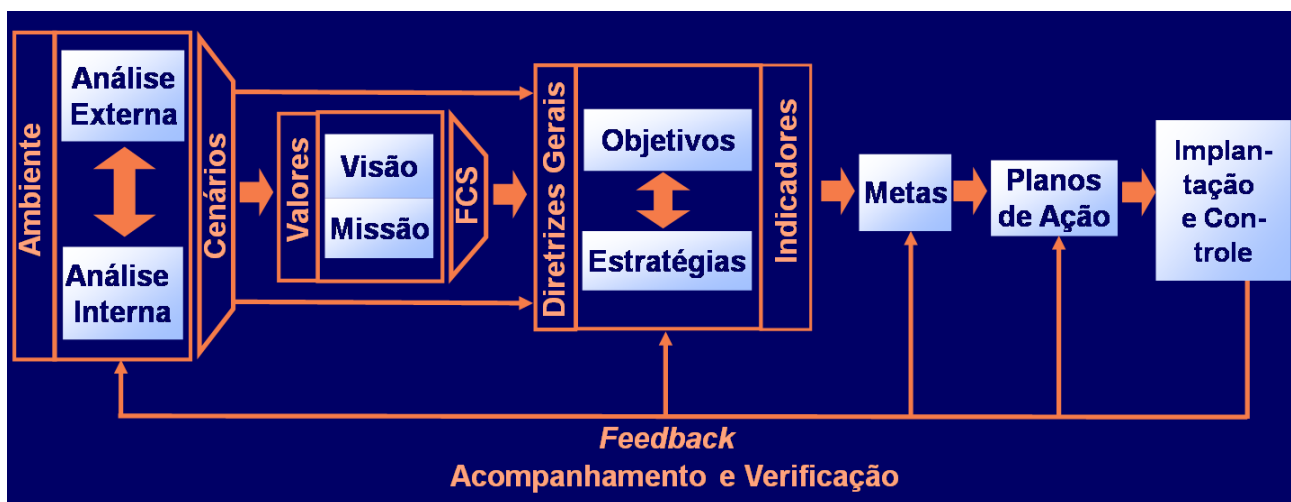 Ambiente
Análise
Externa
Análise
Interna
Cenários
Valores
Visão
Missão
FCS
Diretrizes Gerais
Objetivos
Estratégias
Indicadores
Metas
Planos
de Ação
Implan-
tação
e Con-
trole
Feedback
Acompanhamento e Verificação